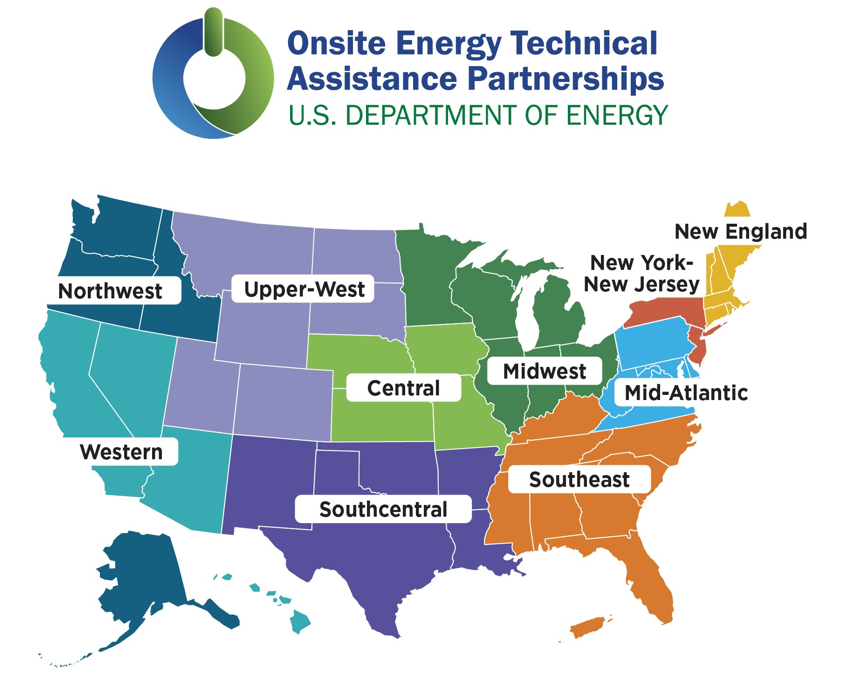 Onsite Energy Technical
Assistance Partnerships
U.S. DEPARTMENT OF ENERGY
New England
New York-
New Jersey
Northwest
Upper-West
Midwest
Central
Mid-Atlantic
Western
Southeast
Southcentral